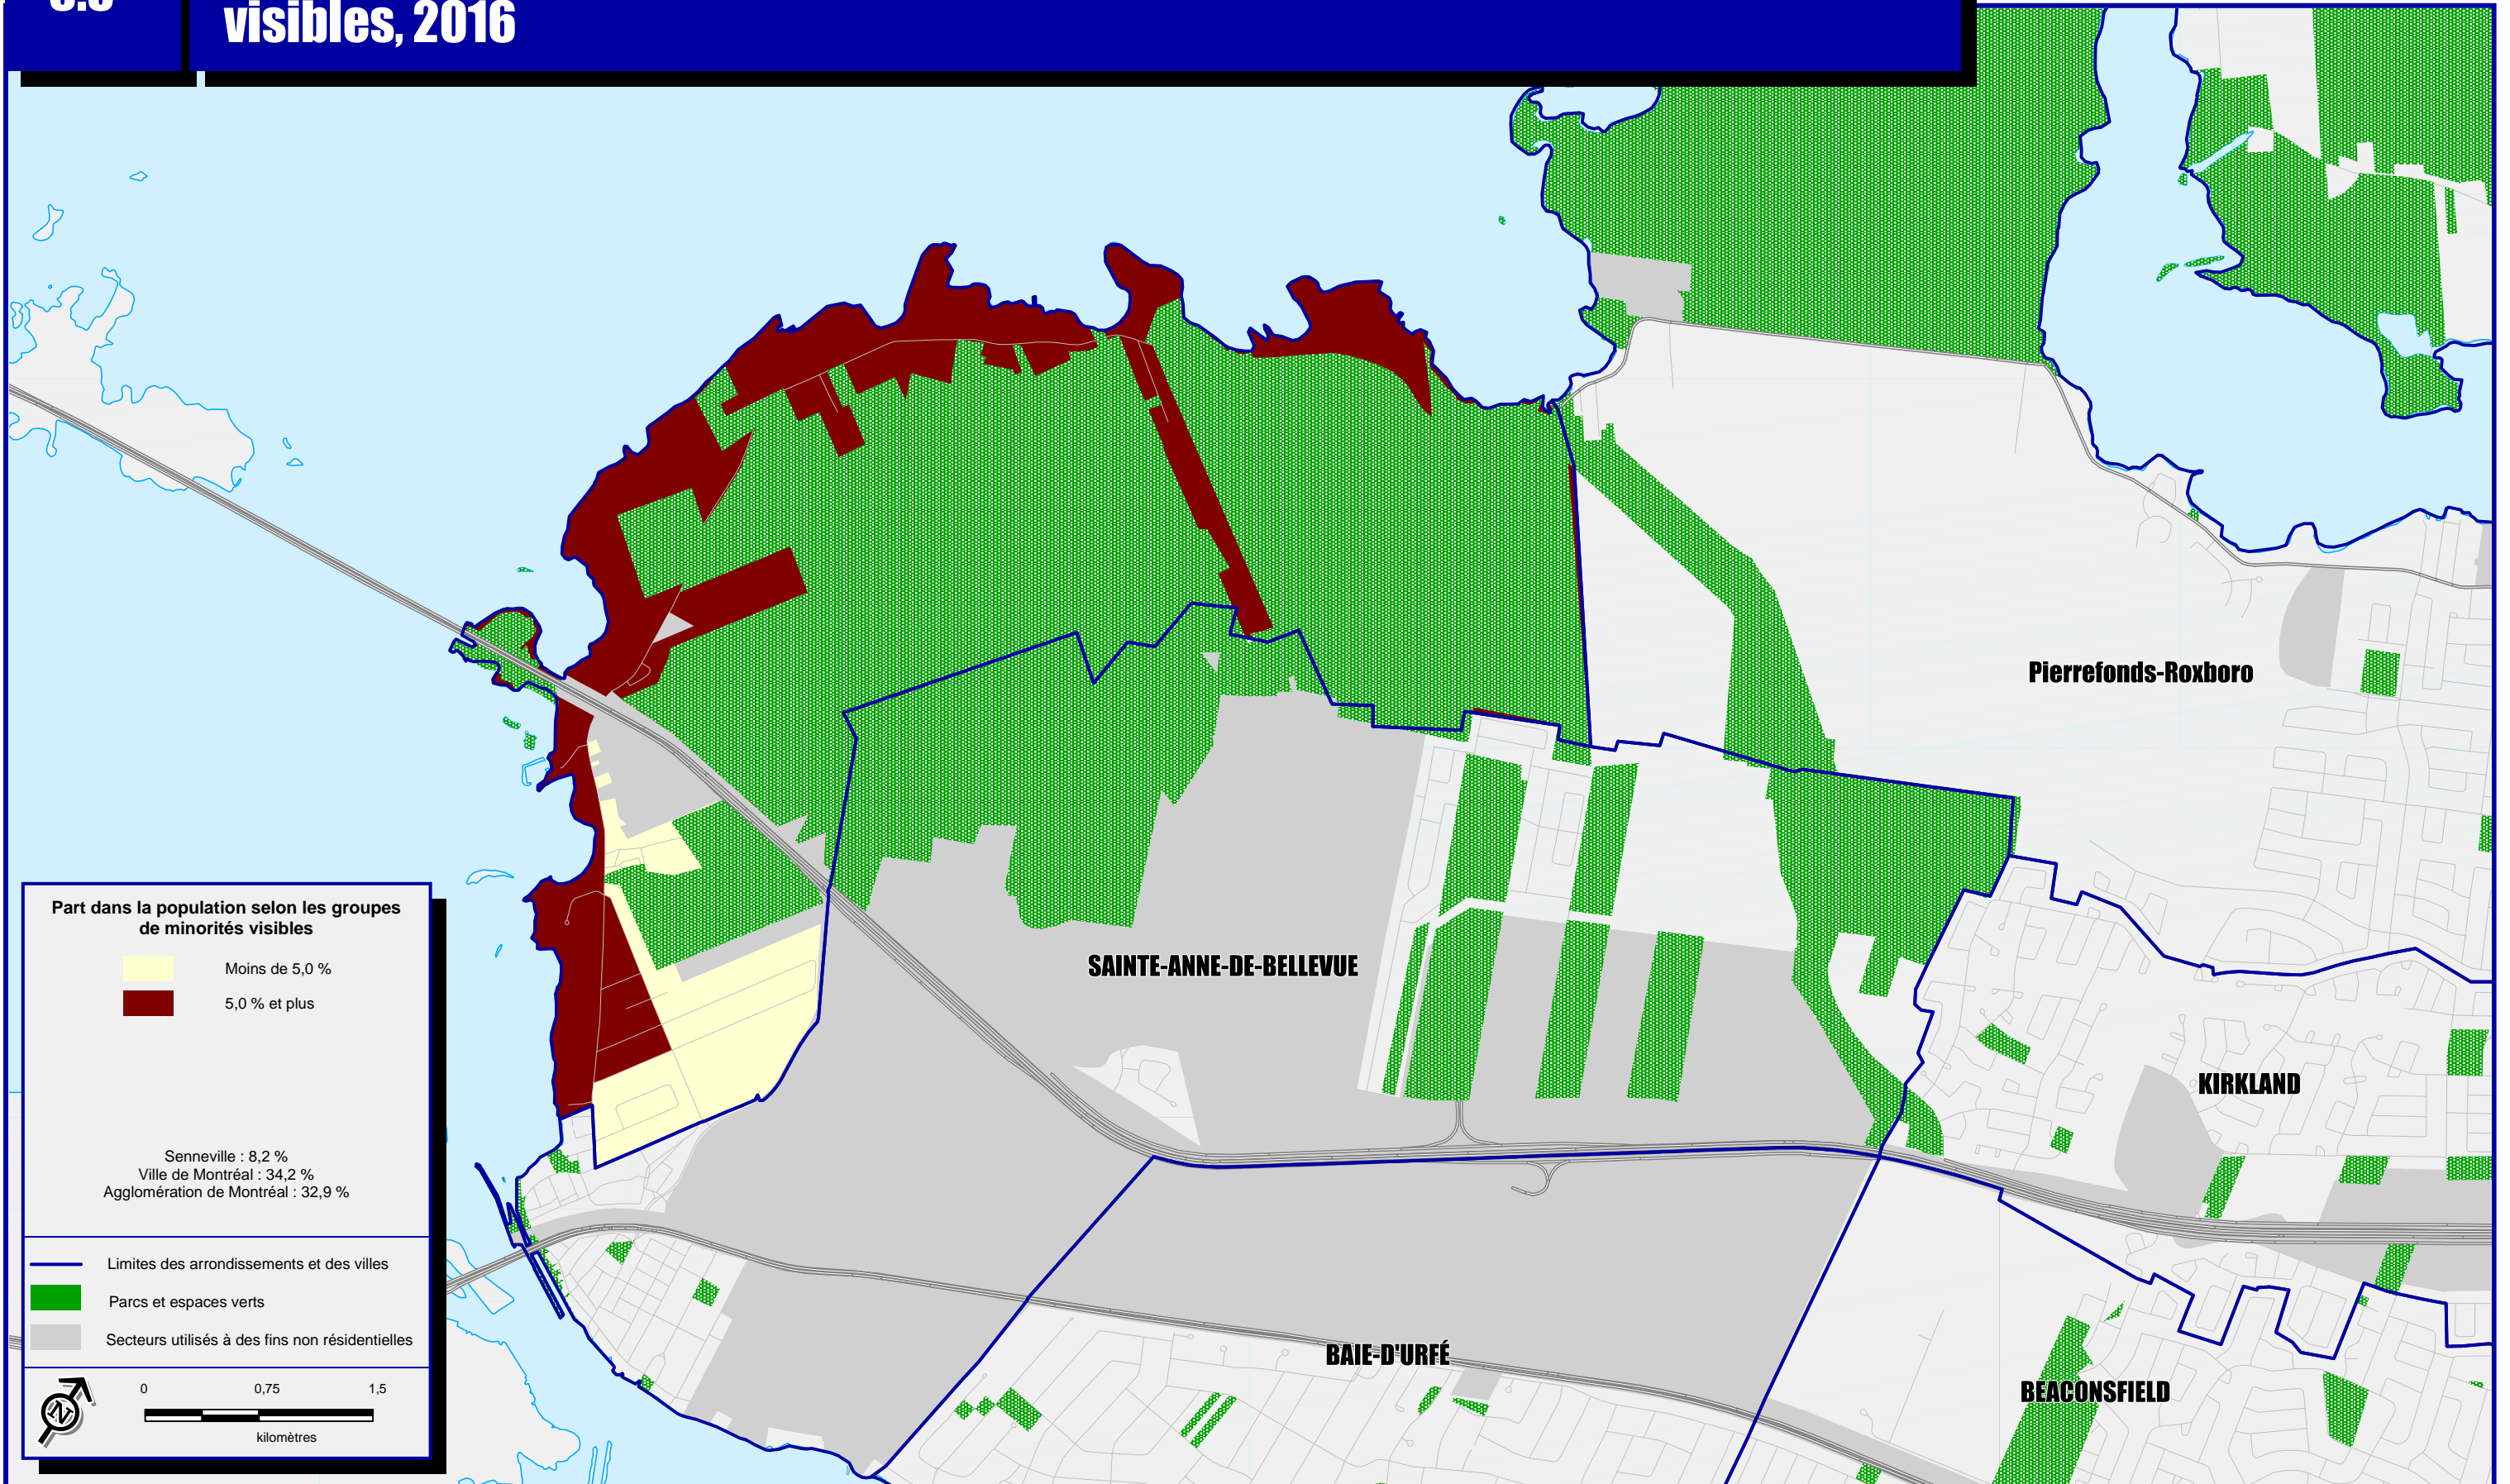 visibles, 2016
Pierrefonds-Roxboro
SAINTE-ANNE-DE-BELLEVUE
KIRKLAND
BAIE-D'URFÉ
BEACONSFIELD
Part dans la population selon les groupes
de minorités visibles
Moins de 5,0 %
5,0 % et plus
Senneville : 8,2 %
Ville de Montréal : 34,2 %
Agglomération de Montréal : 32,9 %
Limites des arrondissements et des villes
Parcs et espaces verts
Secteurs utilisés à des fins non résidentielles
N
0 0,75 1,5
kilomètres